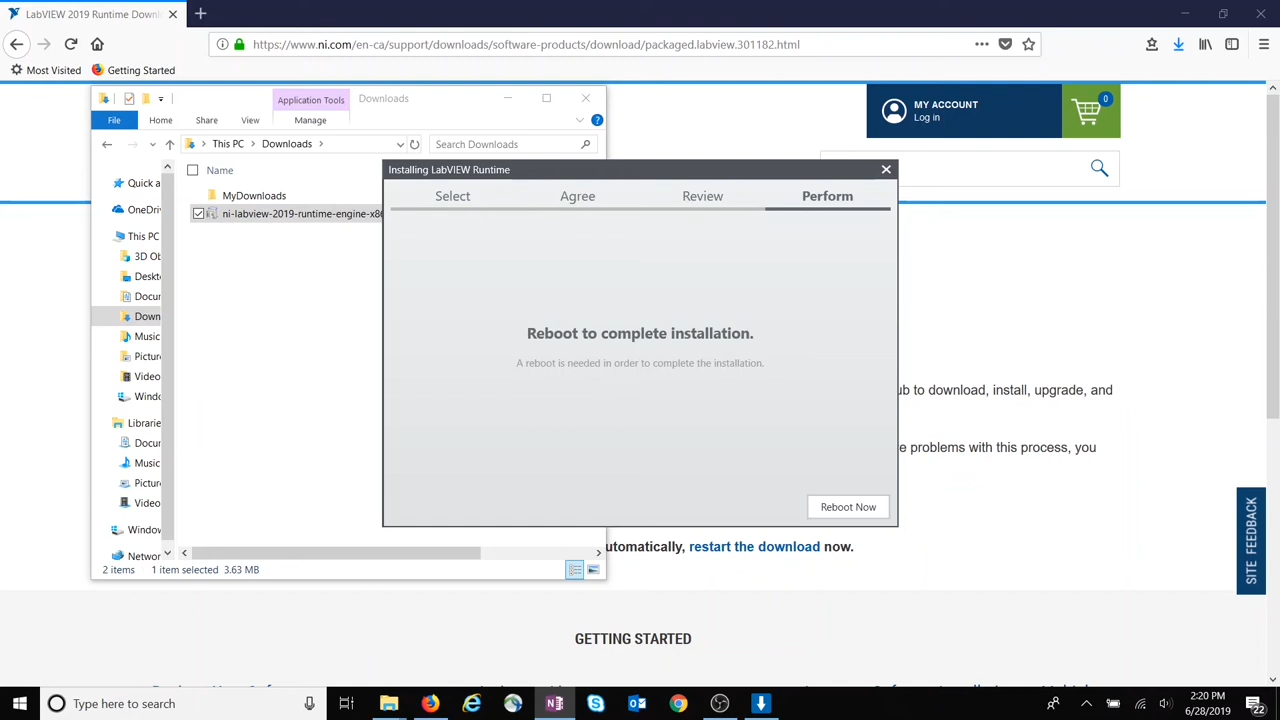 LabVIEW 2019 Runtime Downl
https://www.ni.com/en-ca/support/downloads/software-products/download/packaged.labview.301182.html
Most Visited
Getting Started
MY ACCOUNT
Log in
0
Application Tools
Downloads
File
Home
Share
View
Manage
This PC
Downloads
Search Downloads
Name
Quick a
OneDriv
This PC
3D Ob
Deskt
Docu
Down
Music
Picture
Video
Windo
Librarie
Docu
Music
Picture
Video
Window
Networ
MyDownloads
ni-labview-2019-runtime-engine-x86
2 items
1 item selected 3.63 MB
Installing LabVIEW Runtime
Select
Agree
Review
Perform
Reboot to complete installation.
A reboot is needed in order to complete the installation.
Reboot Now
ub to download, install, upgrade, and
e problems with this process, you
utomatically, restart the download now.
SITE FEEDBACK
GETTING STARTED
Type here to search
2:20 PM
6/28/2019
22